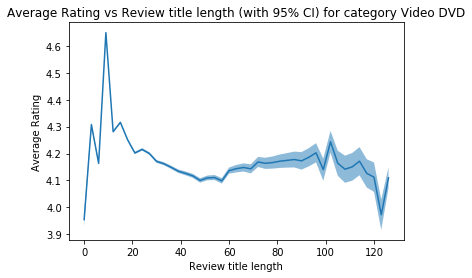 Average Rating vs Review title length (with 95% CI) for category Video DVD
4.6
4.5
4.4
4.3
4.2
4.1
4.0
3.9
Average Rating
0 20 40 60 80 100 120
Review title length